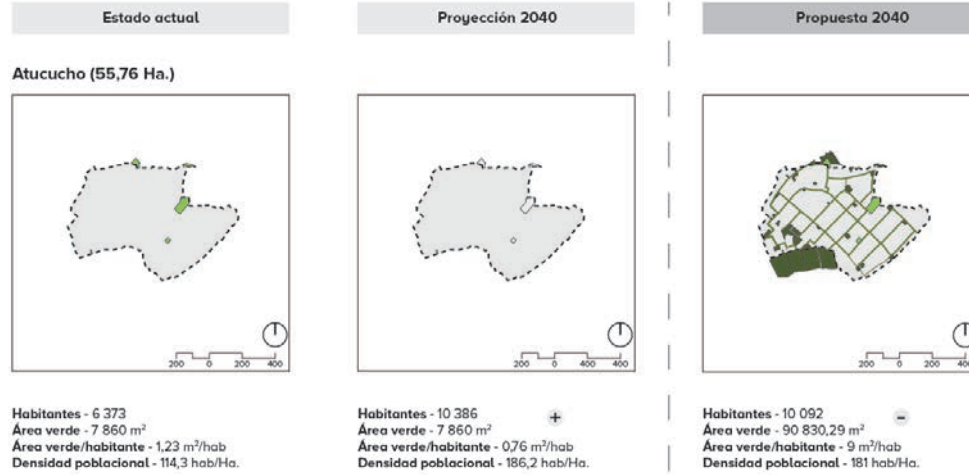 Estado actual
Proyección 2040
Propuesta 2040
Atucucho (55,76 Ha.)
200 0 200 400
200 0 200 400
200 0 200 400
Habitantes - 6 373
Área verde - 7 860 m²
Área verde/habitante - 1,23 m²/hab
Densidad poblacional - 114,3 hab/Ha.
Habitantes - 10 386 +
Área verde - 7 860 m²
Área verde/habitante - 0,76 m²/hab
Densidad poblacional - 186,2 hab/Ha.
Habitantes - 10 092 -
Área verde - 90 830,29 m²
Área verde/habitante - 9 m²/hab
Densidad poblacional - 181 hab/Ha.